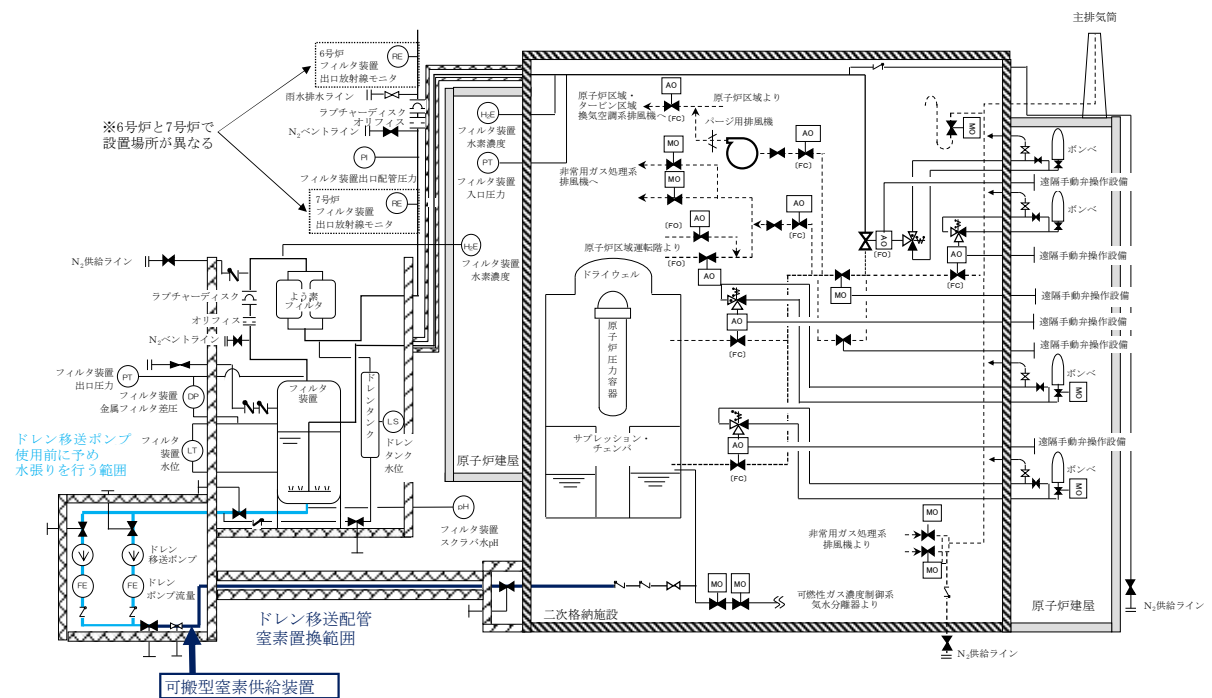 主排気筒
6号炉
フィルタ装置
出口放射線モニタ
RE
雨水排水ライン
ラプチャーディスク
オリフィス
N₂ベントライン
※6号炉と7号炉で
設置場所が異なる
PI
フィルタ装置出口配管圧力
7号炉
フィルタ装置
出口放射線モニタ
RE
H₂E
フィルタ装置
水素濃度
PT
フィルタ装置
入口圧力
H₂E
フィルタ装置
水素濃度
原子炉区域・
タービン区域
換気空調系排風機へ
AO
(FC)
原子炉区域より
パージ用排風機
AO
(FC)
MO
非常用ガス処理系
排風機へ
MO
AO
(FO)
AO
(FC)
原子炉区域運転階より
(FO)
AO
MO
ボンベ
遠隔手動弁操作設備
AO
(FO)
ボンベ
遠隔手動弁操作設備
AO
(FC)
遠隔手動弁操作設備
MO
遠隔手動弁操作設備
AO
(FC)
遠隔手動弁操作設備
ボンベ
MO
遠隔手動弁操作設備
AO
(FC)
ボンベ
MO
N₂供給ライン
ラプチャーディスク
よう素
フィルタ
オリフィス
N₂ベントライン
フィルタ装置
出口圧力
PT
DP
フィルタ装置
金属フィルタ差圧
フィルタ
装置
ドレンタンク
LS
ドレン
タンク
水位
フィルタ
装置
水位
LT
原子炉建屋
ドライウェル
原子炉圧力容器
サプレッション・
チェンバ
ドレン移送ポンプ
使用前に予め
水張りを行う範囲
pH
フィルタ装置
スクラバ水pH
ドレン
移送ポンプ
FE
FE
ドレン
ポンプ流量
MO
非常用ガス処理系
排風機より
MO
MO
MO
可燃性ガス濃度制御系
気水分離器より
二次格納施設
原子炉建屋
N₂供給ライン
N₂供給ライン
ドレン移送配管
窒素置換範囲
可搬型窒素供給装置